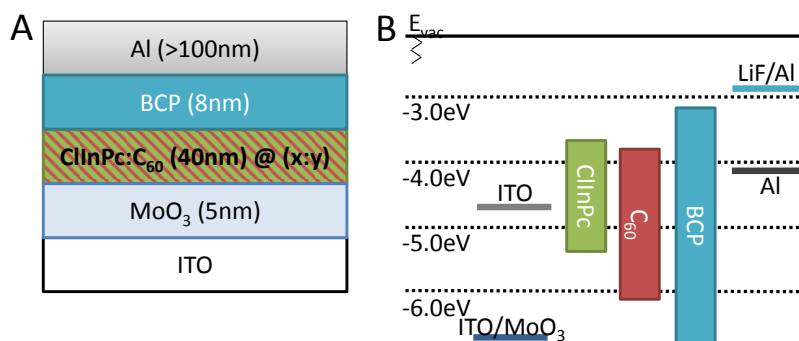 A
Al (>100nm)
BCP (8nm)
ClInPc:C60 (40nm) @ (x:y)
MoO3 (5nm)
ITO
B
Evac
LiF/Al
-3.0eV
-4.0eV
ITO
Al
-5.0eV
-6.0eV
ITO/MoO3
ClInPc
C60
BCP